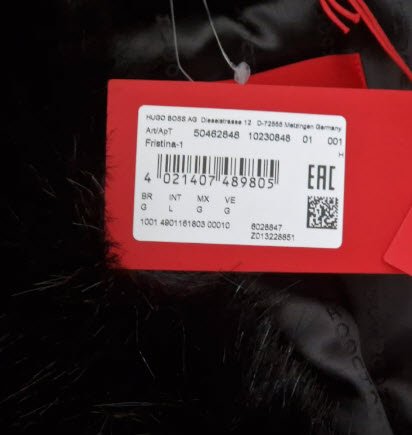 HUGO BOSS AG Dieselstrasse 12 D-72555 Metzingen Germany
Art/ApT 50462848 10230848 01 001
Fristina-1 H
4 021407 489805
EAC
BR INT MX VE
G L G G
1001 4901161803 00010 6028847
Z013228851